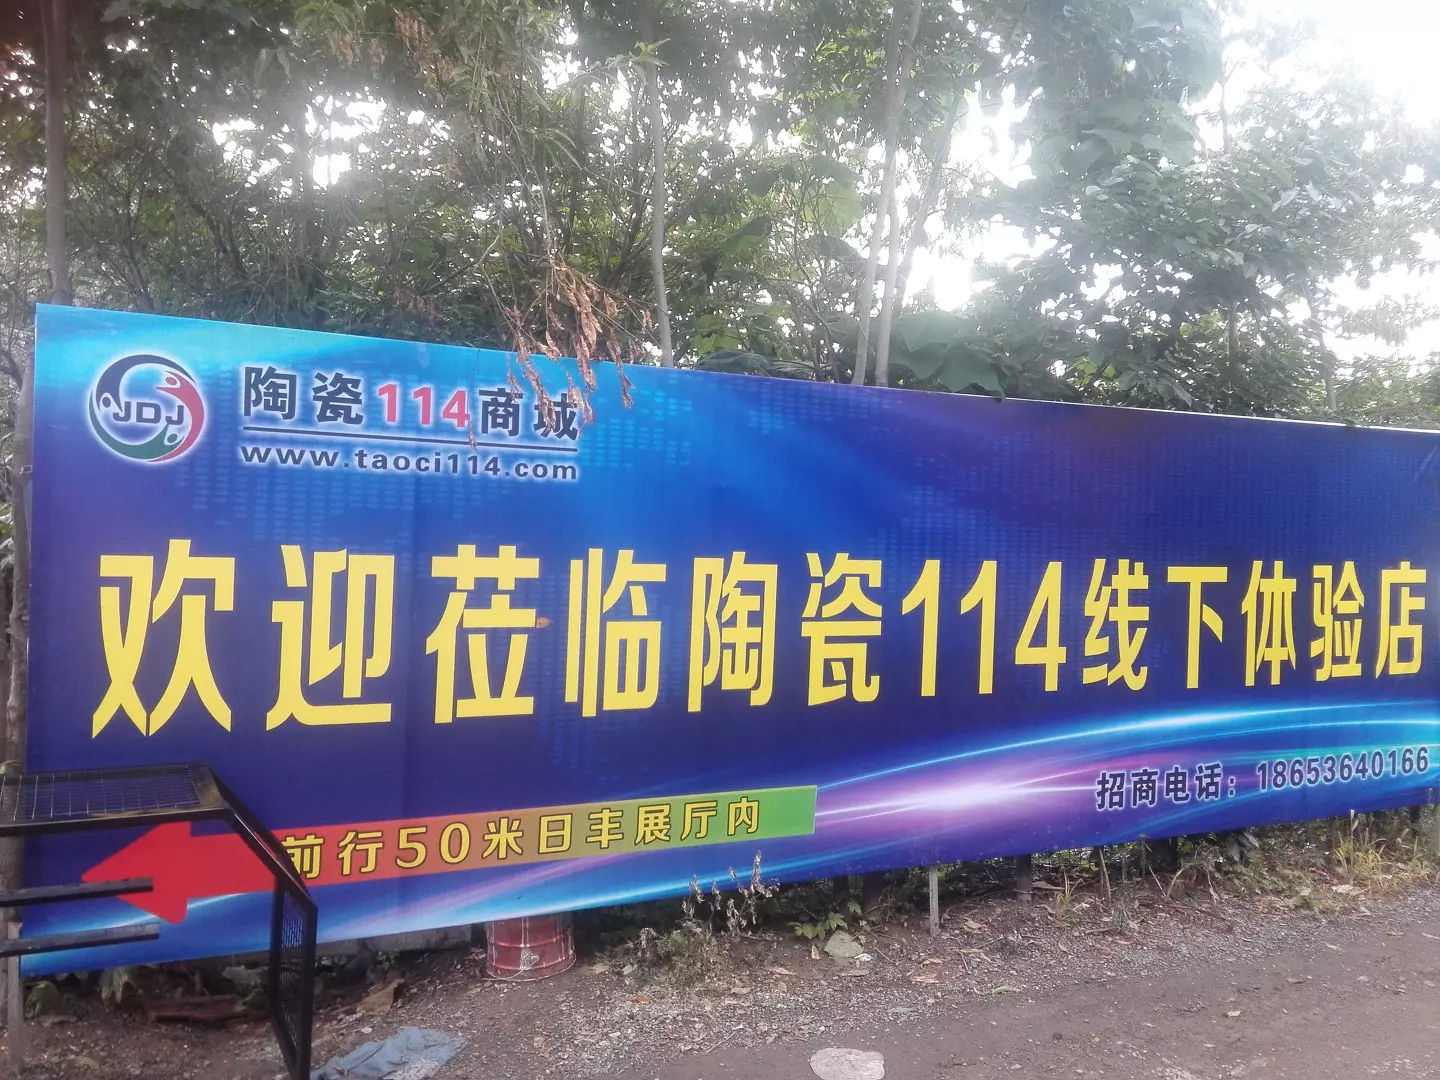 JDJ
陶瓷114商城
www.taoci114.com
欢迎莅临陶瓷114线下体验店
前行50米日丰展厅内
招商电话：18653640166